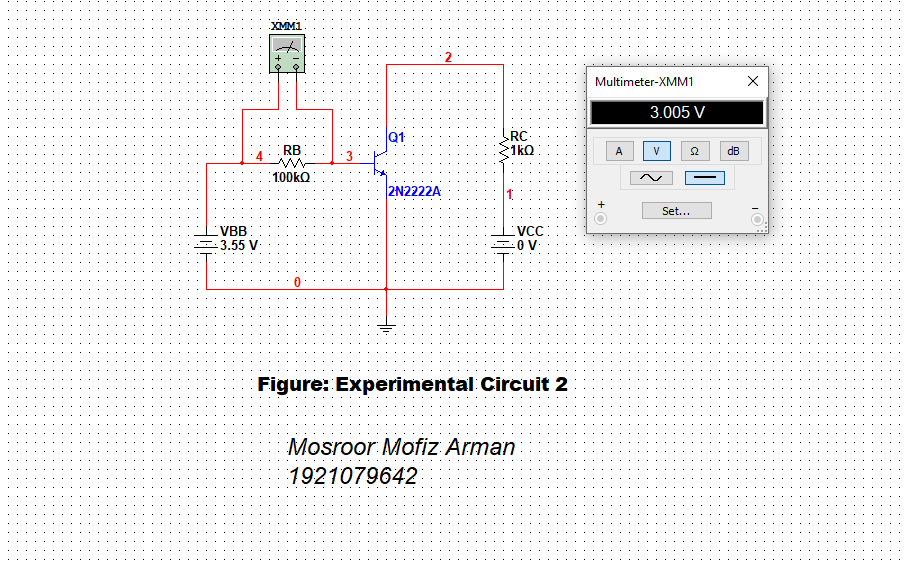 XMM1
2
Multimeter-XMM1
3.005 V
Q1
RC
1kΩ
A V Ω dB
4 RB 3
100kΩ
2N2222A
1
+ Set... −
VBB
3.55 V
VCC
0 V
0
Figure: Experimental Circuit 2
Mosroor Mofiz Arman
1921079642